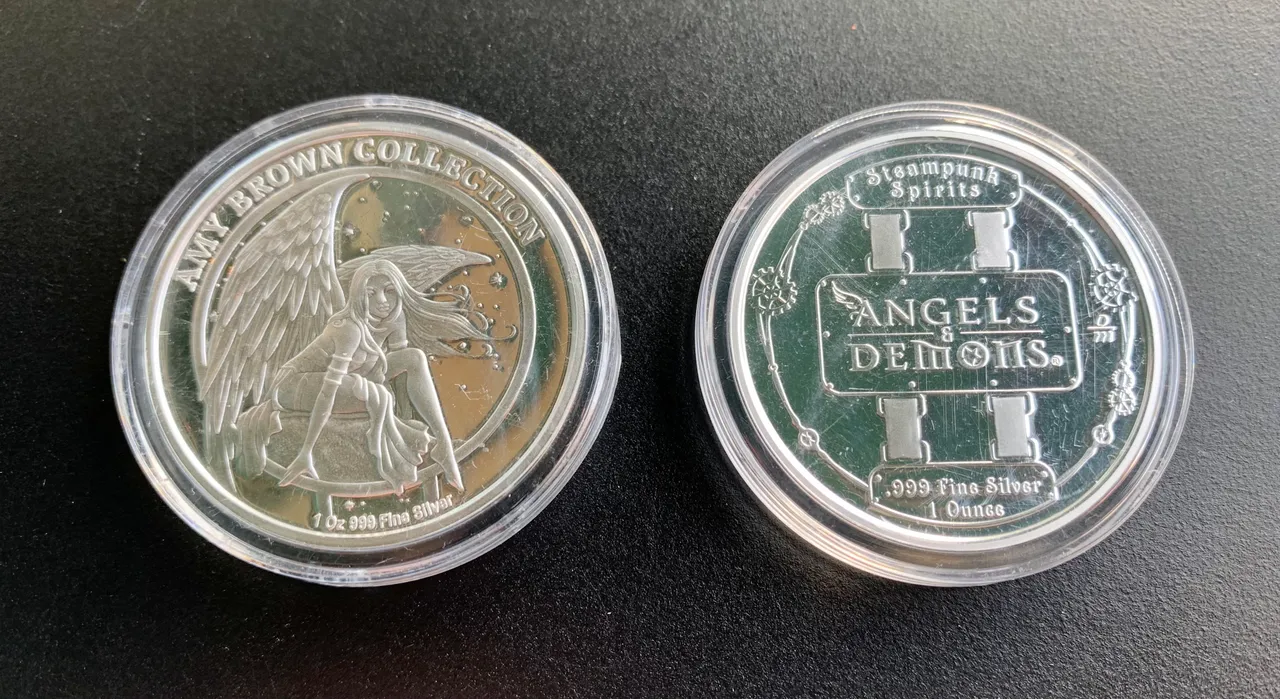 AMY BROWN COLLECTION
1 Oz 999 Fine Silver
Steampunk
Spirits
ANGELS
&
DEMONS®
.999 Fine Silver
1 Ounce